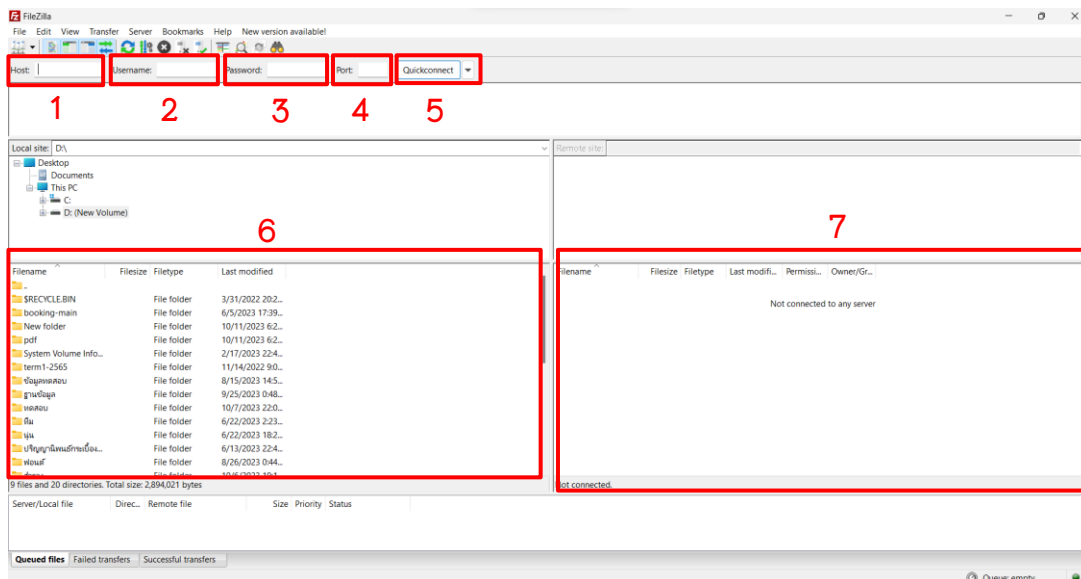 FileZilla
File Edit View Transfer Server Bookmarks Help New version available!
Host: Username: Password: Port: Quickconnect
1 2 3 4 5
Local site: D:\
Remote site:
Desktop
Documents
This PC
C:
D: (New Volume)
6
7
Filename Filesize Filetype Last modified
Filename Filesize Filetype Last modifi... Permissi... Owner/Gr...
..
Not connected to any server
$RECYCLE.BIN File folder 3/31/2022 20:2...
booking-main File folder 6/5/2023 17:39...
New folder File folder 10/11/2023 6:2...
pdf File folder 10/11/2023 6:2...
System Volume Info... File folder 2/17/2023 22:4...
term1-2565 File folder 11/14/2022 9:0...
ข้อมูลทดสอบ File folder 8/15/2023 14:5...
ฐานข้อมูล File folder 9/25/2023 0:48...
ทดสอบ File folder 10/7/2023 22:0...
ทีม File folder 6/22/2023 2:23...
นุ่น File folder 6/22/2023 18:2...
ปริญญานิพนธ์กระเบื้อง... File folder 6/13/2023 22:4...
ฟอนต์ File folder 8/26/2023 0:44...
File folder
9 files and 20 directories. Total size: 2,894,021 bytes
Not connected.
Server/Local file Direc... Remote file Size Priority Status
Queued files Failed transfers Successful transfers
Queue: empty